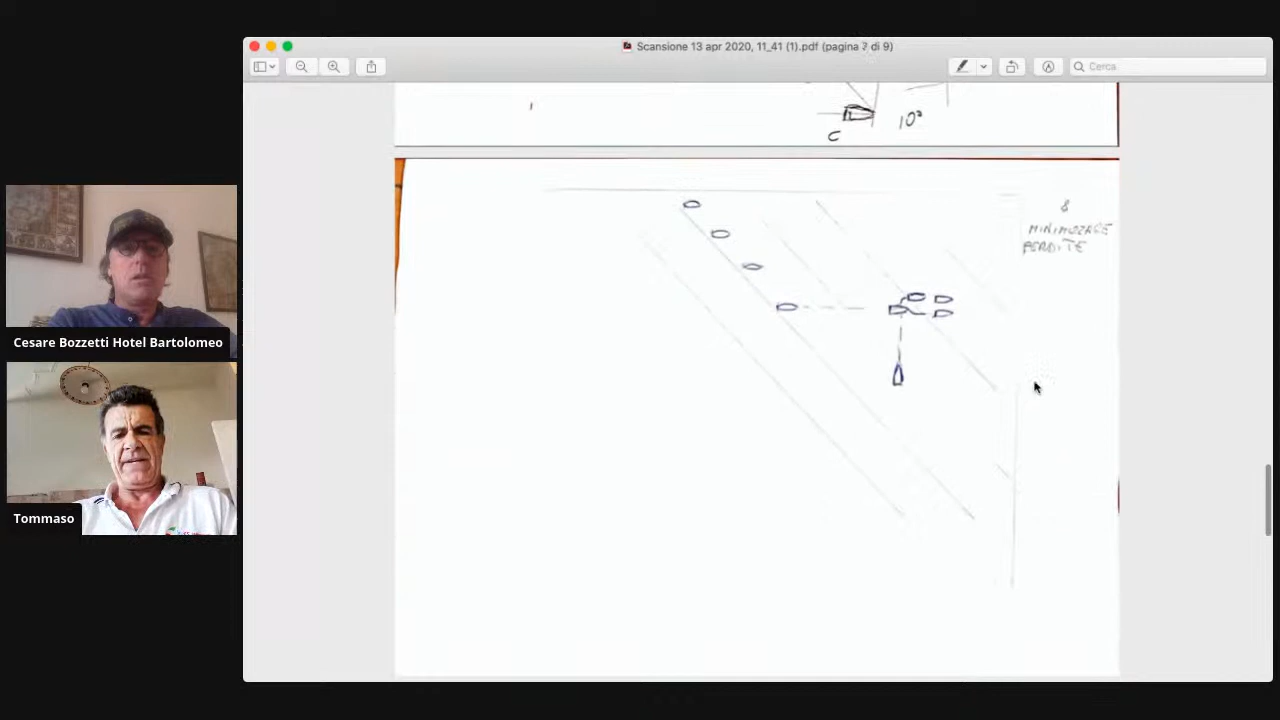 Scansione 13 apr 2020, 11_41 (1).pdf (pagina 7 di 9)
Cerca
C
10°
8
MINIMIZZARE
PERDITE
Cesare Bozzetti Hotel Bartolomeo
Tommaso